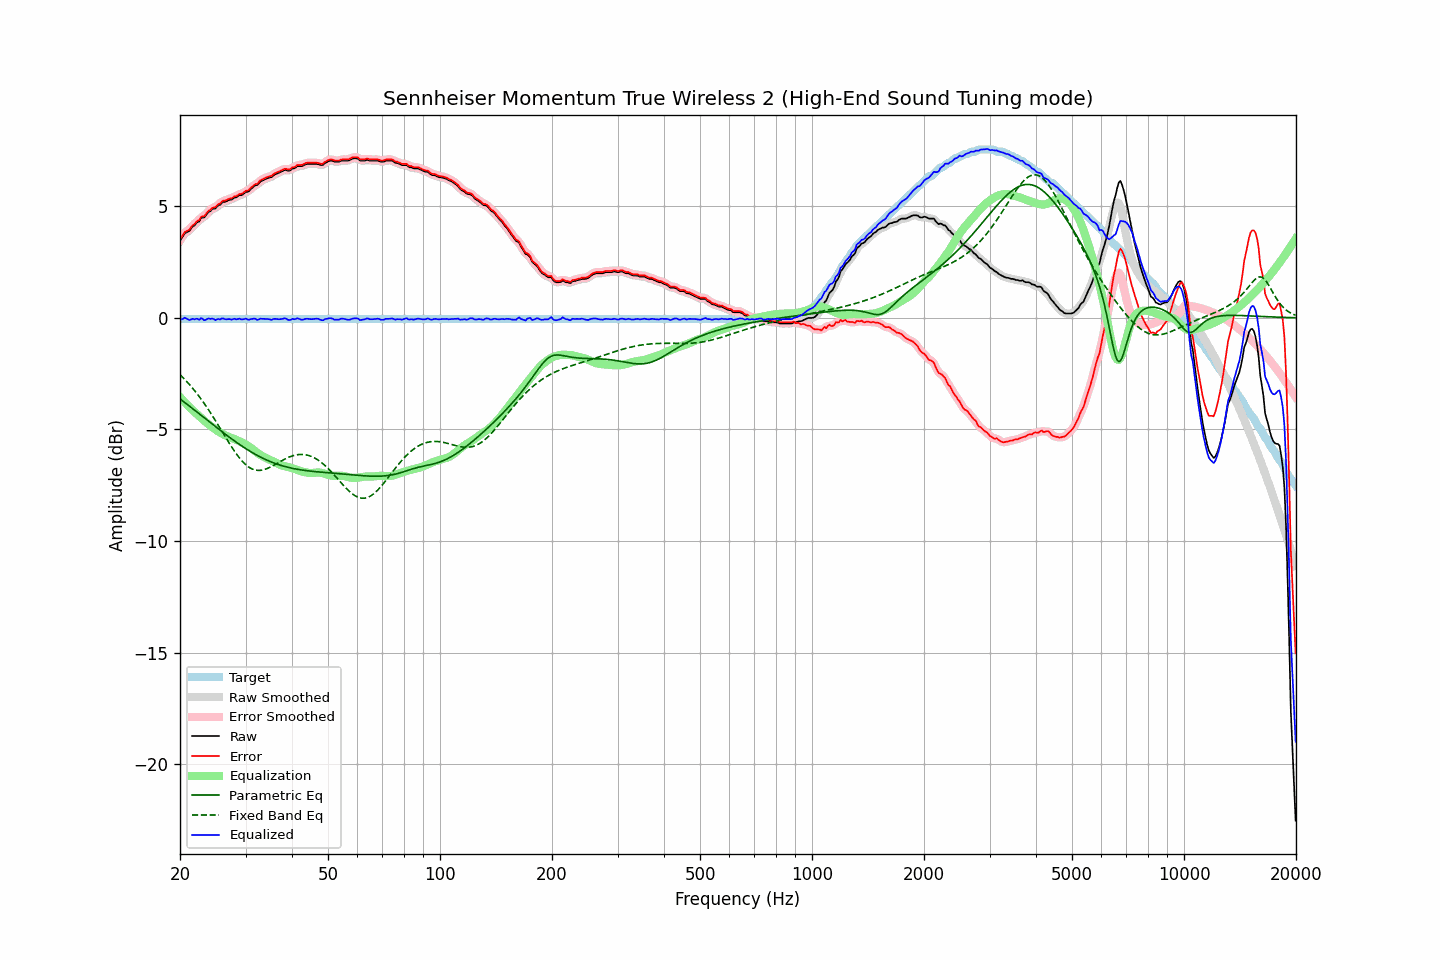 Sennheiser Momentum True Wireless 2 (High-End Sound Tuning mode)
Amplitude (dBr)
5
0
−5
−10
−15
−20
Target
Raw Smoothed
Error Smoothed
Raw
Error
Equalization
Parametric Eq
Fixed Band Eq
Equalized
20 50 100 200 500 1000 2000 5000 10000 20000
Frequency (Hz)